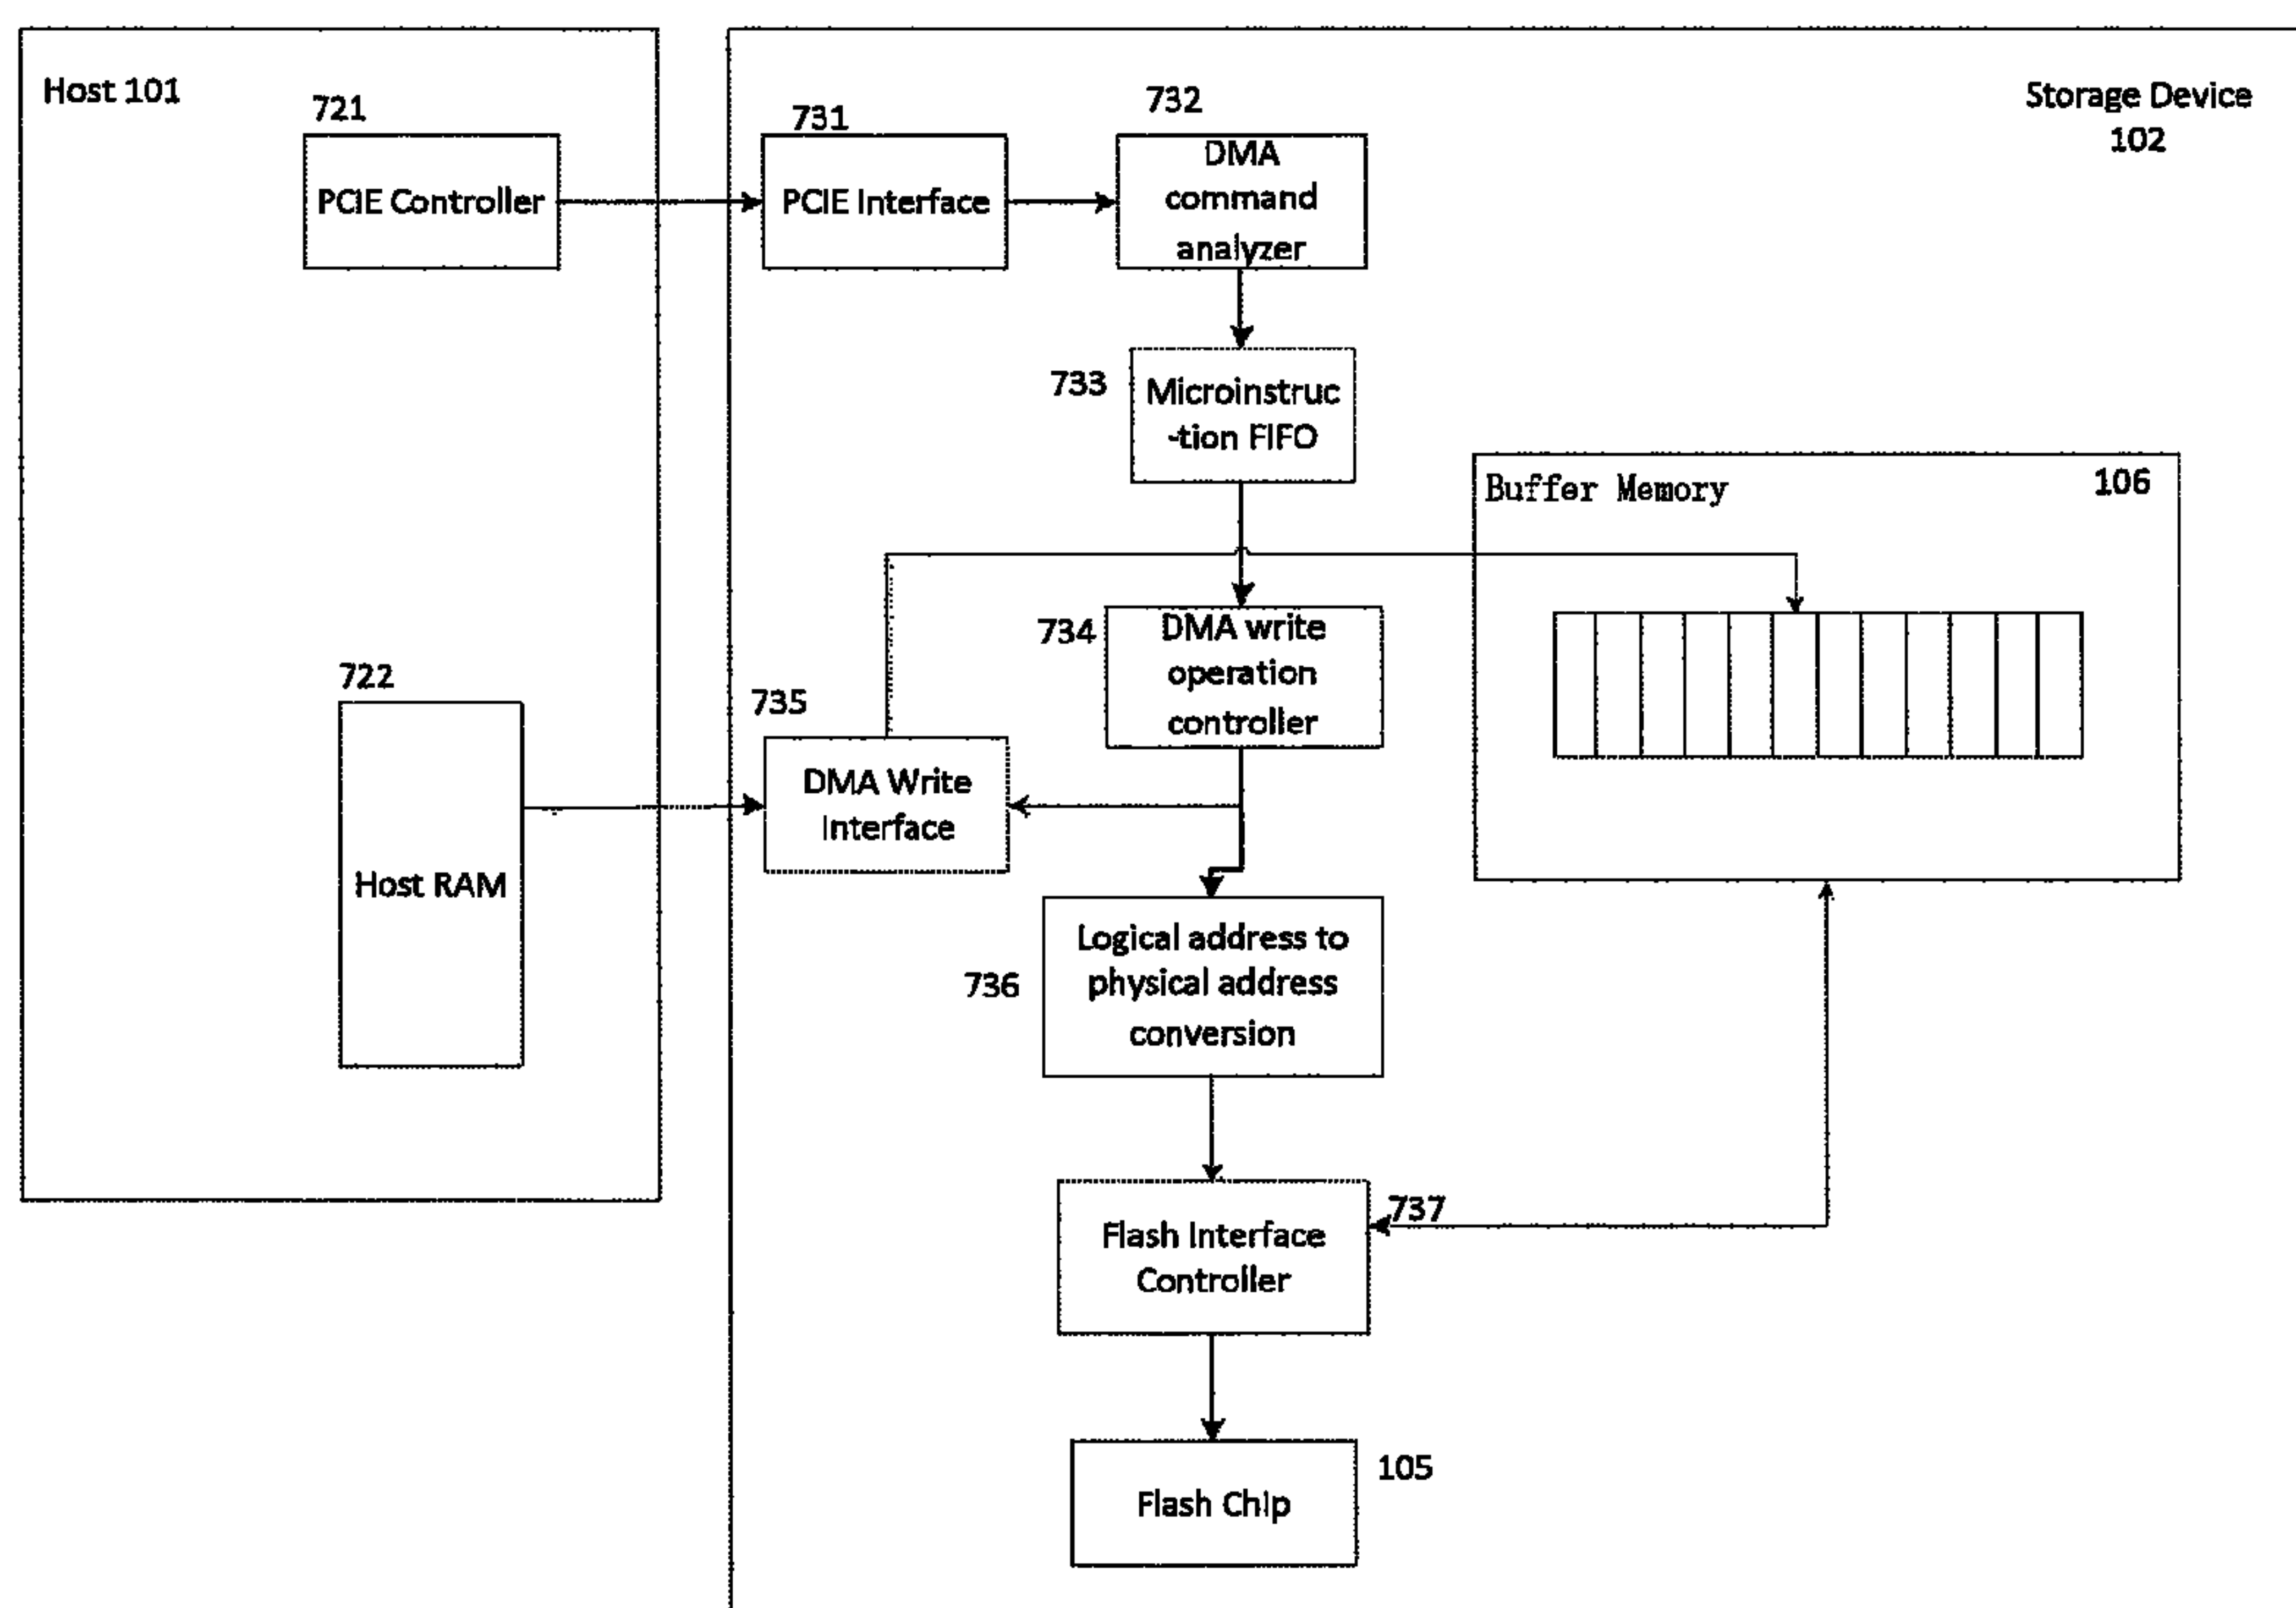 Host 101
721
PCIE Controller
731
PCIE Interface
732
DMA
command
analyzer
Storage Device
102
733
Microinstruc
-tion FIFO
Buffer Memory
106
734
DMA write
operation
controller
722
Host RAM
735
DMA Write
Interface
736
Logical address to
physical address
conversion
737
Flash Interface
Controller
105
Flash Chip